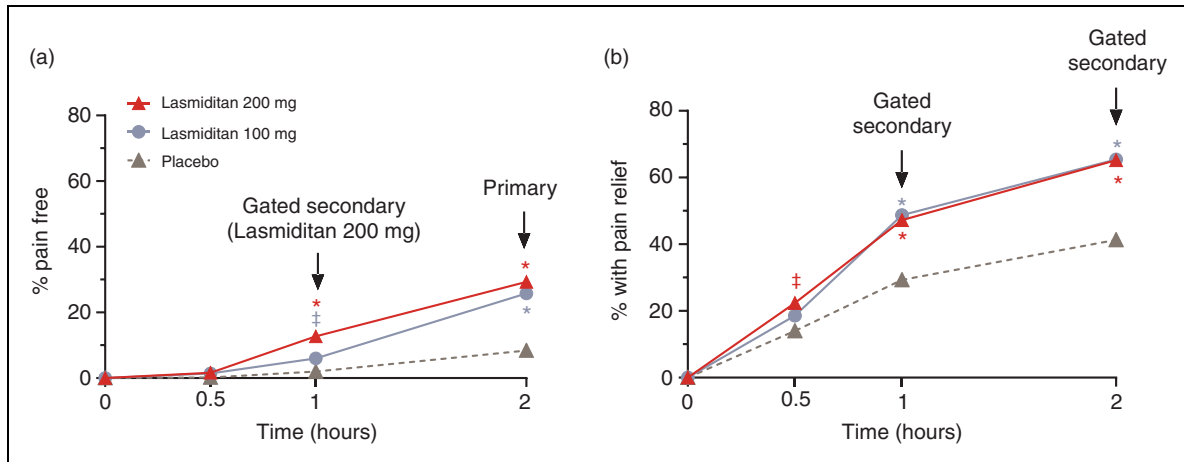 (a)
Lasmiditan 200 mg
Lasmiditan 100 mg
Placebo
80
60
40
20
0
% pain free
Gated secondary
(Lasmiditan 200 mg)
Primary
*
‡
*
*
0
0.5
1
2
Time (hours)
(b)
Gated
secondary
Gated
secondary
80
60
40
20
0
% with pain relief
‡
*
*
*
*
0
0.5
1
2
Time (hours)